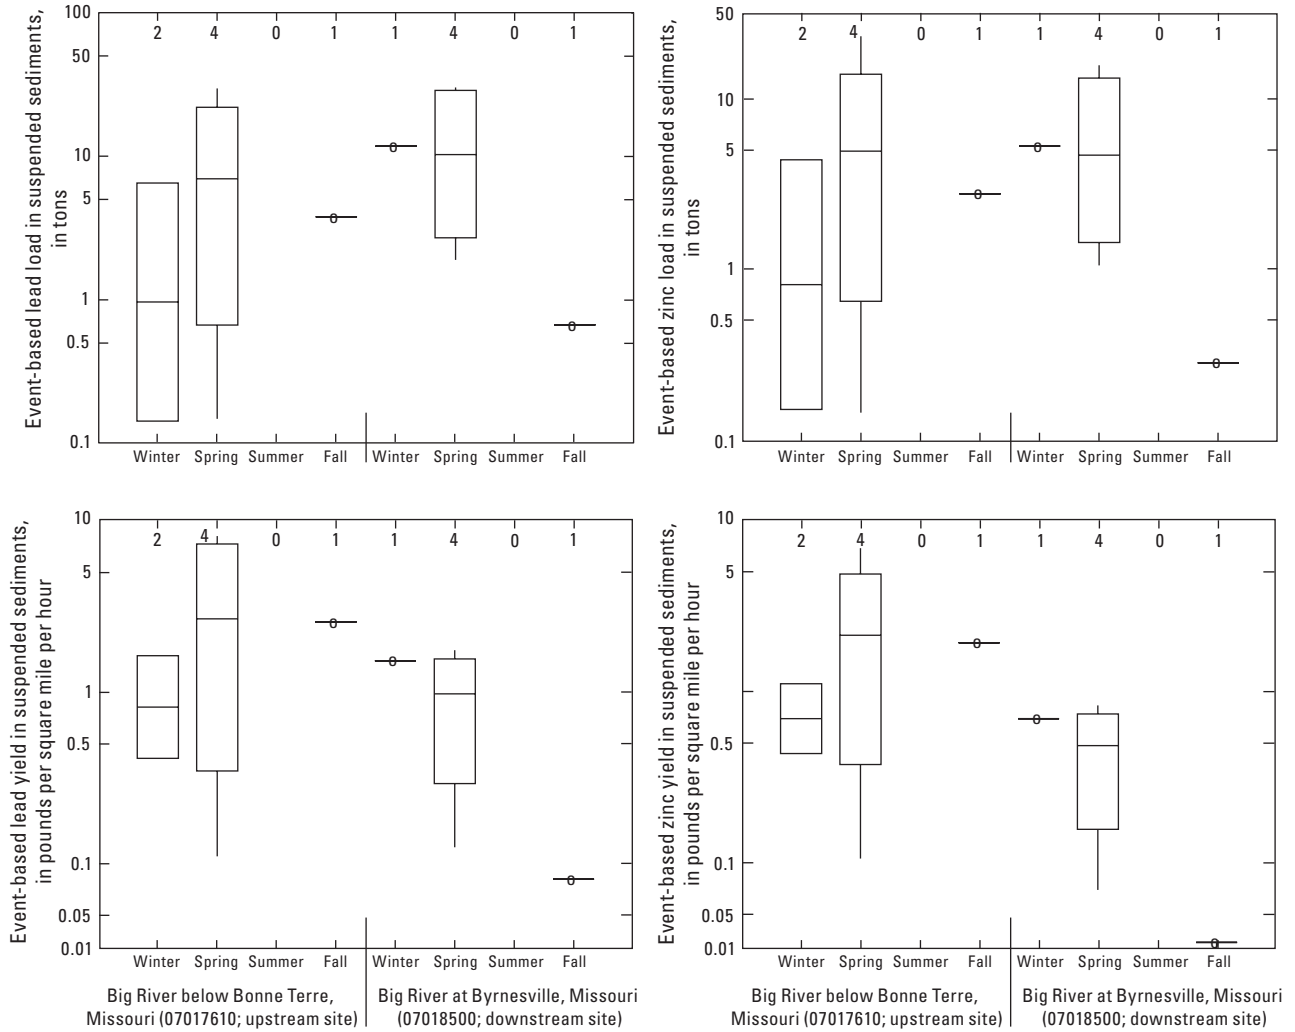 Event-based lead load in suspended sediments,
in tons
100
50
10
5
1
0.5
0.1
2 4 0 1 1 4 0 1
Winter Spring Summer Fall Winter Spring Summer Fall
Event-based zinc load in suspended sediments,
in tons
50
10
5
1
0.5
0.1
2 4 0 1 1 4 0 1
Winter Spring Summer Fall Winter Spring Summer Fall
Event-based lead yield in suspended sediments,
in pounds per square mile per hour
10
5
1
0.5
0.1
0.05
0.01
2 4 0 1 1 4 0 1
Winter Spring Summer Fall Winter Spring Summer Fall
Big River below Bonne Terre,
Missouri (07017610; upstream site)
Big River at Byrnesville, Missouri
(07018500; downstream site)
Event-based zinc yield in suspended sediments,
in pounds per square mile per hour
10
5
0.5
0.1
0.05
0.01
2 4 0 1 1 4 0 1
Winter Spring Summer Fall Winter Spring Summer Fall
Big River below Bonne Terre,
Missouri (07017610; upstream site)
Big River at Byrnesville, Missouri
(07018500; downstream site)